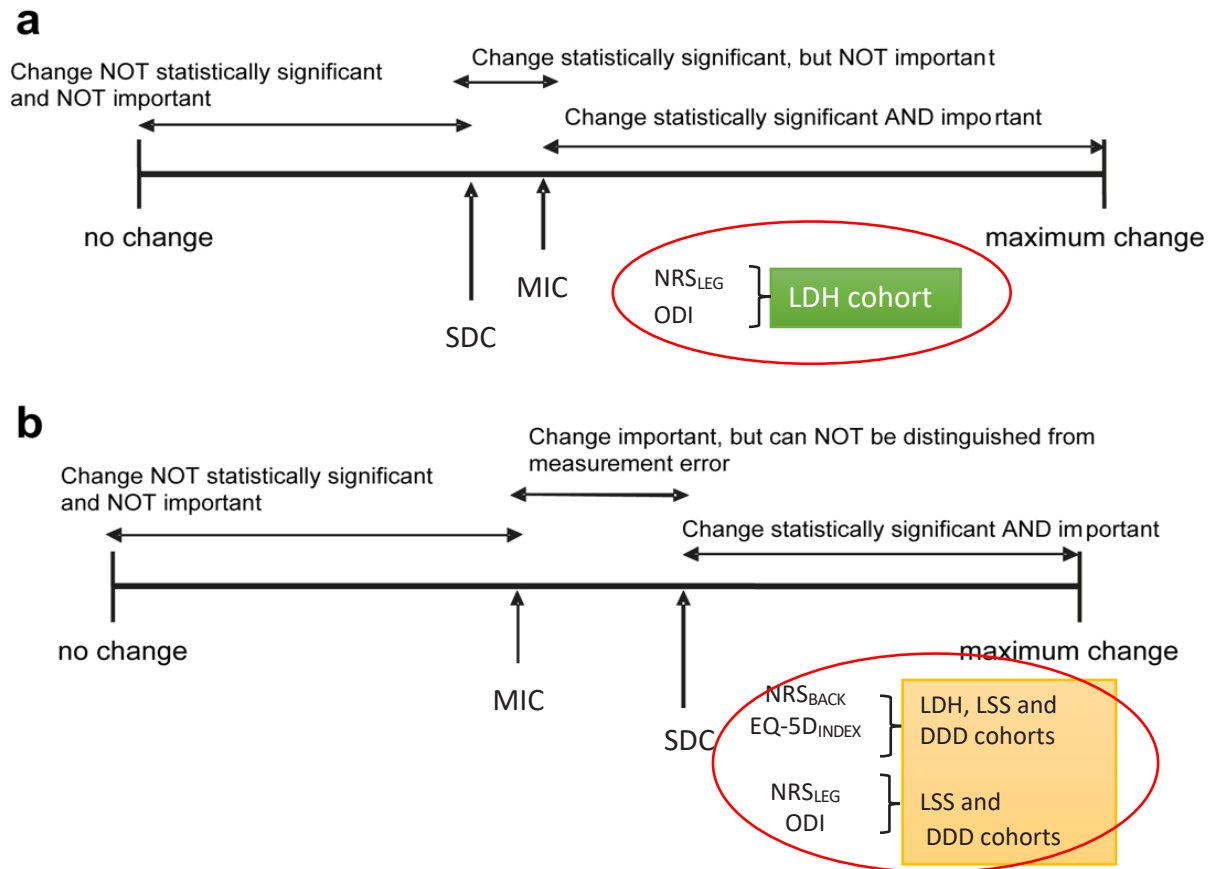 a
Change statistically significant, but NOT important
Change NOT statistically significant
and NOT important
Change statistically significant AND important
no change
maximum change
MIC
SDC
NRSLEG
ODI
LDH cohort
b
Change important, but can NOT be distinguished from
measurement error
Change NOT statistically significant
and NOT important
Change statistically significant AND important
no change
maximum change
MIC
SDC
NRSBACK
EQ-5DINDEX
LDH, LSS and
DDD cohorts
NRSLEG
ODI
LSS and
DDD cohorts